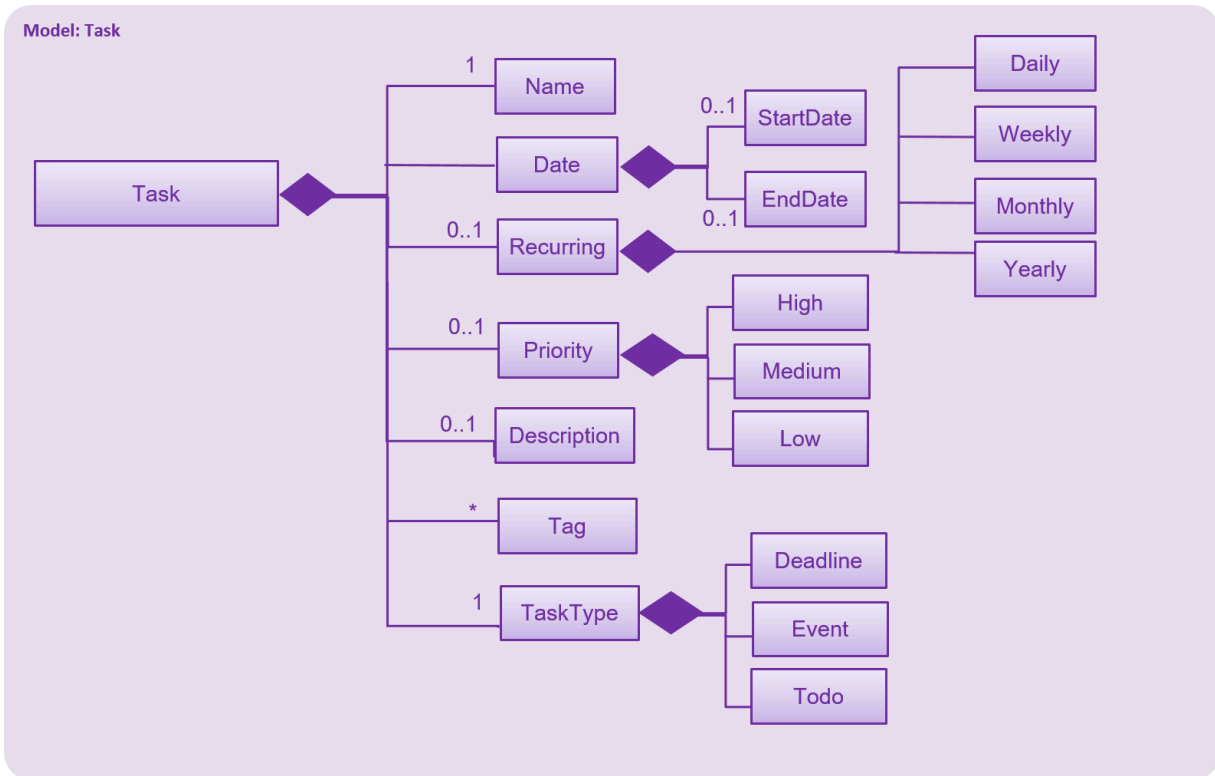 Model: Task
Task
1
Name
Date
0..1
StartDate
EndDate
0..1
0..1
Recurring
Daily
Weekly
Monthly
Yearly
0..1
Priority
High
Medium
Low
0..1
Description
*
Tag
1
TaskType
Deadline
Event
Todo